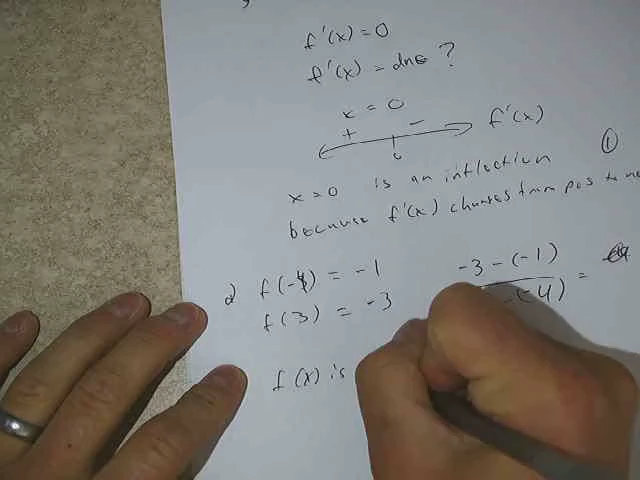 f'(x) = 0
f'(x) = dne ?
x = 0
+ - f'(x)
0
x = 0 is an inflection ①
because f'(x) changes from pos to ne
d) f(-4) = -1
-3 - (-1)
- (-4) =
f(3) = -3
f(x) is